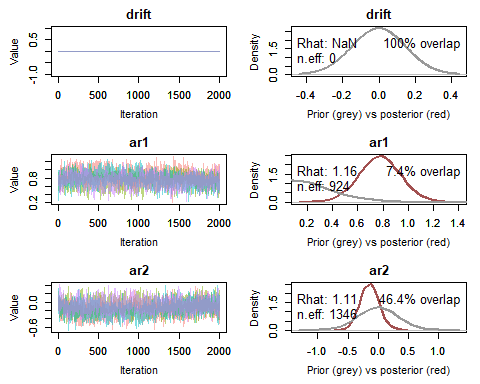 drift
Value
-1.0 0.5
0 500 1000 1500 2000
Iteration
drift
Density
Rhat: NaN 100% overlap
n.eff: 0
-0.4 -0.2 0.0 0.2 0.4
Prior (grey) vs posterior (red)
ar1
Value
0.2 0.8
0 500 1000 1500 2000
Iteration
ar1
Density
Rhat: 1.16 7.4% overlap
n.eff: 924
0.2 0.4 0.6 0.8 1.0 1.2 1.4
Prior (grey) vs posterior (red)
ar2
Value
0 500 1000 1500 2000
Iteration
ar2
Density
Rhat: 1.11 46.4% overlap
n.eff: 1346
-1.0 -0.5 0.0 0.5 1.0
Prior (grey) vs posterior (red)